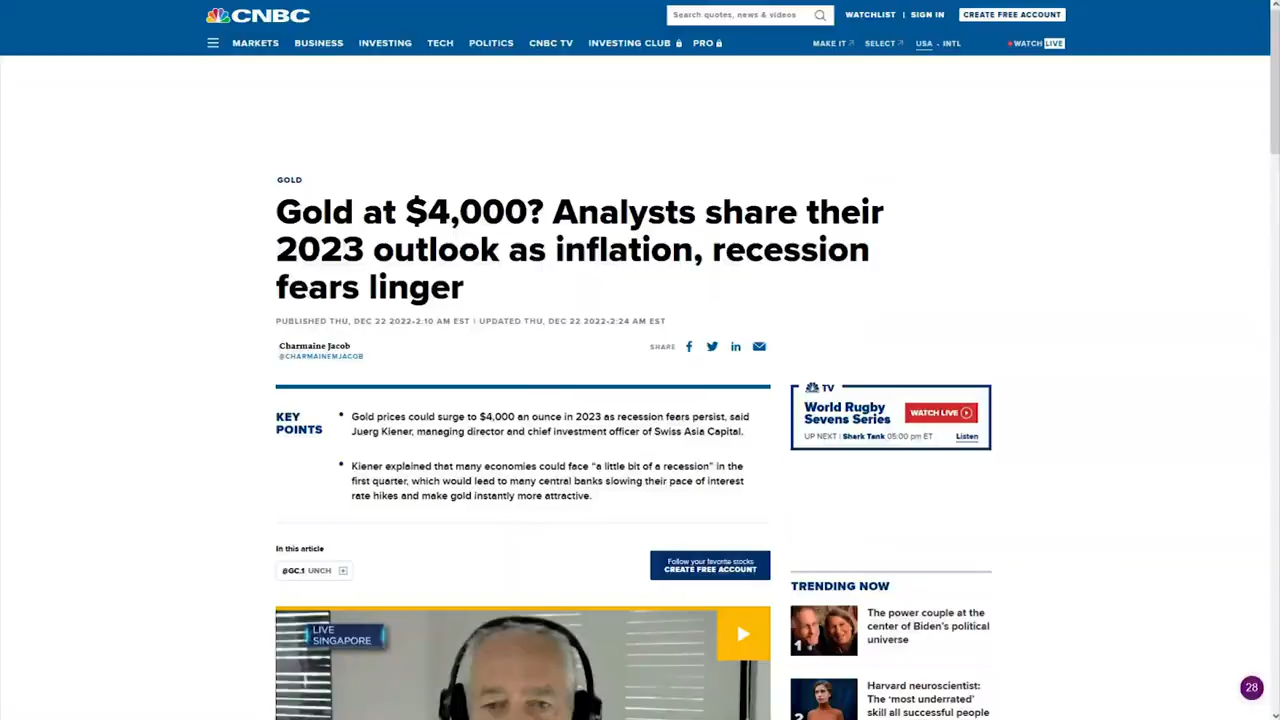 CNBC
Search quotes, news & videos
WATCHLIST | SIGN IN
CREATE FREE ACCOUNT
MARKETS BUSINESS INVESTING TECH POLITICS CNBC TV INVESTING CLUB PRO
MAKE IT SELECT USA • INTL
WATCH LIVE
GOLD
Gold at $4,000? Analysts share their
2023 outlook as inflation, recession
fears linger
PUBLISHED THU, DEC 22 2022•2:10 AM EST | UPDATED THU, DEC 22 2022•2:24 AM EST
Charmaine Jacob
@CHARMAINEMJACOB
SHARE
KEY
POINTS
• Gold prices could surge to $4,000 an ounce in 2023 as recession fears persist, said
Juerg Kiener, managing director and chief investment officer of Swiss Asia Capital.
• Kiener explained that many economies could face “a little bit of a recession” in the
first quarter, which would lead to many central banks slowing their pace of interest
rate hikes and make gold instantly more attractive.
TV
World Rugby
Sevens Series
WATCH LIVE
UP NEXT | Shark Tank 05:00 pm ET
Listen
In this article
@GC.1 UNCH
Follow your favorite stocks
CREATE FREE ACCOUNT
LIVE
SINGAPORE
TRENDING NOW
1
The power couple at the
center of Biden's political
universe
2
Harvard neuroscientist:
The ‘most underrated’
skill all successful people
28